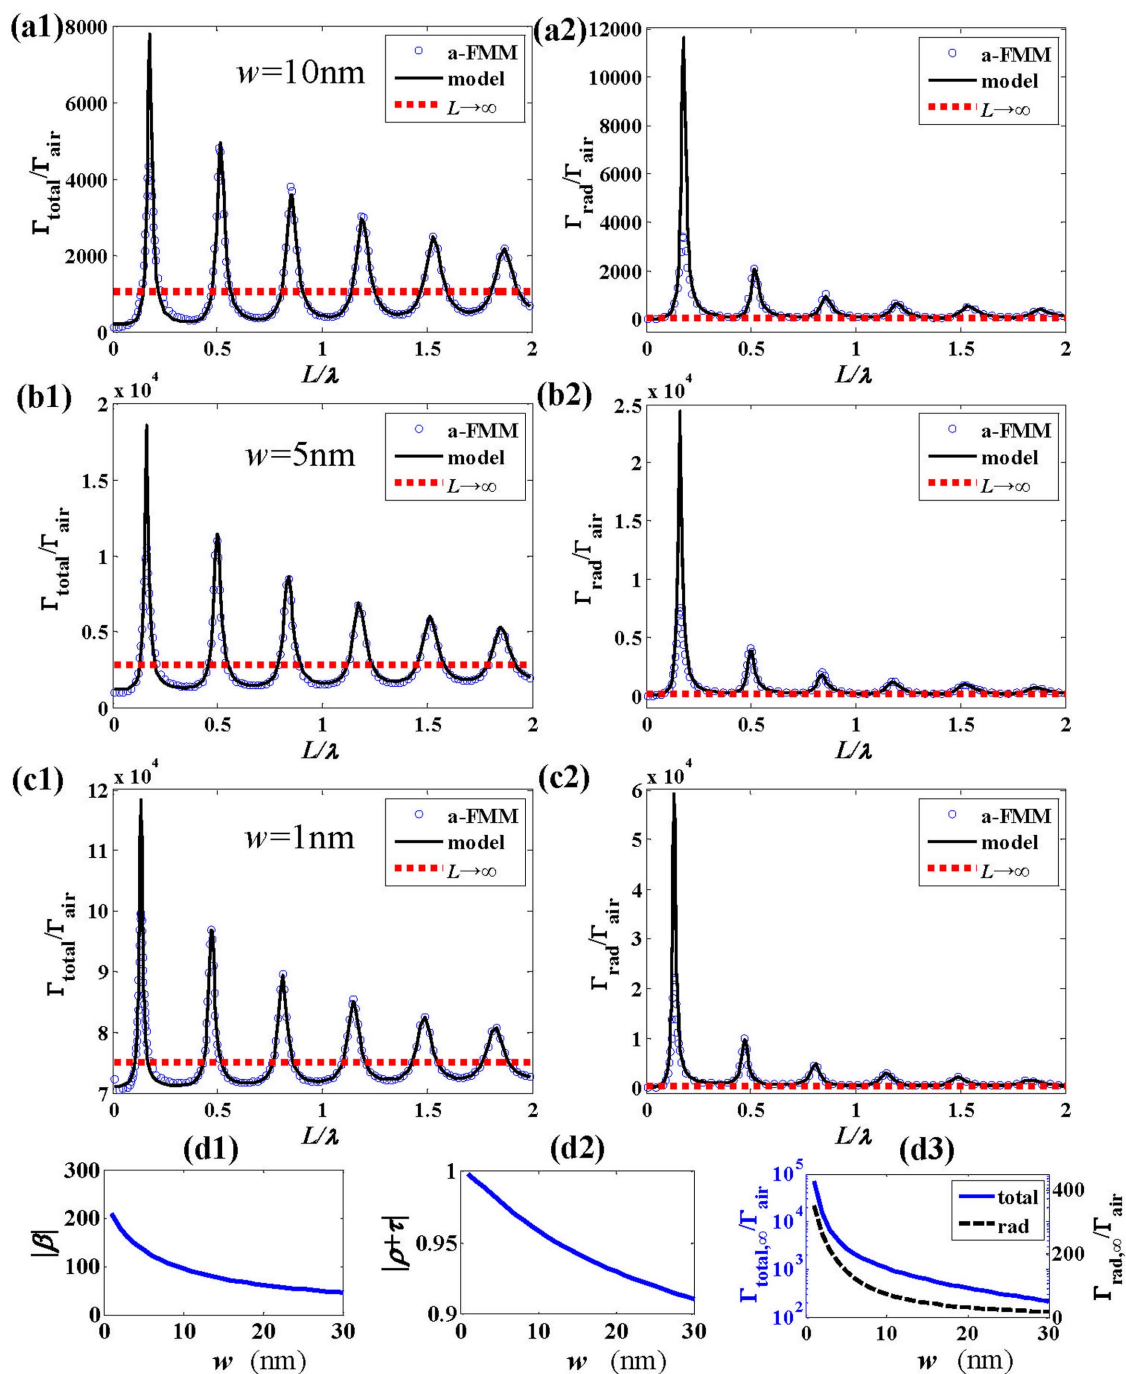 (a1)
8000
6000
4000
2000
0
Γtotal/Γair
w=10nm
a-FMM
model
L→∞
0 0.5 1 1.5 2
L/λ
(a2)
12000
10000
8000
6000
4000
2000
0
Γrad/Γair
a-FMM
model
L→∞
0 0.5 1 1.5 2
L/λ
(b1)
x 10^4
2
1.5
1
0.5
0
Γtotal/Γair
w=5nm
a-FMM
model
L→∞
0 0.5 1 1.5 2
L/λ
(b2)
x 10^4
2.5
2
1.5
1
0.5
0
Γrad/Γair
a-FMM
model
L→∞
0 0.5 1 1.5 2
L/λ
(c1)
x 10^4
12
11
10
9
8
7
Γtotal/Γair
w=1nm
a-FMM
model
L→∞
0 0.5 1 1.5 2
L/λ
(c2)
x 10^4
6
5
4
3
2
1
0
Γrad/Γair
a-FMM
model
L→∞
0 0.5 1 1.5 2
L/λ
(d1)
300
200
100
0
|β|
0 10 20 30
w (nm)
(d2)
1
0.95
0.9
|ρ+τ|
0 10 20 30
w (nm)
(d3)
10^5
10^4
10^3
10^2
Γtotal,∞/Γair
total
rad
400
200
0
Γrad,∞/Γair
0 10 20 30
w (nm)